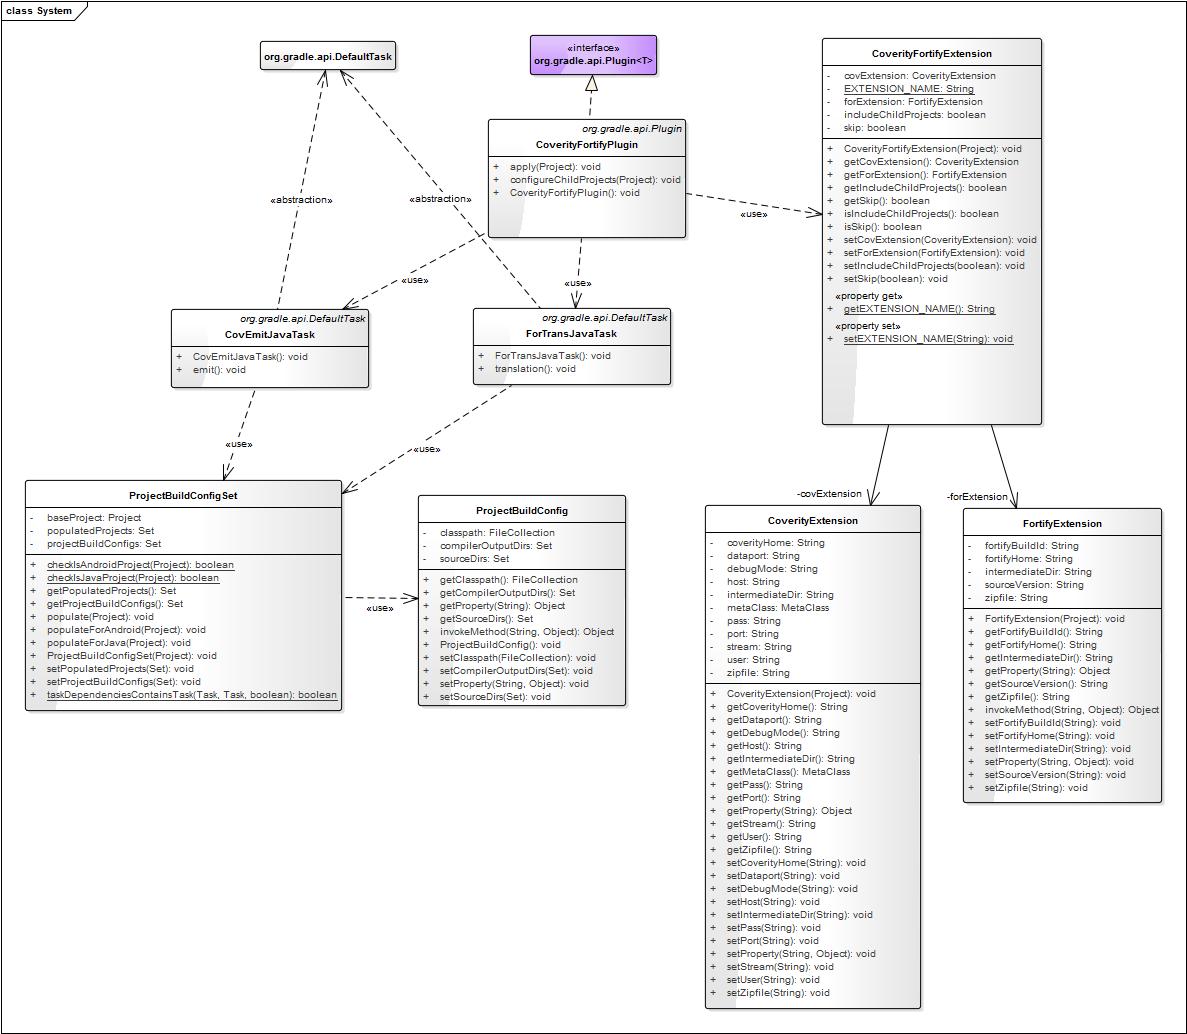 class System
org.gradle.api.DefaultTask
«interface»
org.gradle.api.Plugin<T>
org.gradle.api.Plugin
CoverityFortifyPlugin
+ apply(Project): void
+ configureChildProjects(Project): void
+ CoverityFortifyPlugin(): void
CoverityFortifyExtension
- covExtension: CoverityExtension
- EXTENSION_NAME: String
- forExtension: FortifyExtension
- includeChildProjects: boolean
- skip: boolean
+ CoverityFortifyExtension(Project): void
+ getCovExtension(): CoverityExtension
+ getForExtension(): FortifyExtension
+ getIncludeChildProjects(): boolean
+ getSkip(): boolean
+ isIncludeChildProjects(): boolean
+ isSkip(): boolean
+ setCovExtension(CoverityExtension): void
+ setForExtension(FortifyExtension): void
+ setIncludeChildProjects(boolean): void
+ setSkip(boolean): void
«property get»
+ getEXTENSION_NAME(): String
«property set»
+ setEXTENSION_NAME(String): void
«abstraction»
«abstraction»
«use»
«use»
«use»
org.gradle.api.DefaultTask
CovEmitJavaTask
+ CovEmitJavaTask(): void
+ emit(): void
org.gradle.api.DefaultTask
ForTransJavaTask
+ ForTransJavaTask(): void
+ translation(): void
«use»
«use»
ProjectBuildConfigSet
- baseProject: Project
- populatedProjects: Set
- projectBuildConfigs: Set
+ checkIsAndroidProject(Project): boolean
+ checkIsJavaProject(Project): boolean
+ getPopulatedProjects(): Set
+ getProjectBuildConfigs(): Set
+ populate(Project): void
+ populateForAndroid(Project): void
+ populateForJava(Project): void
+ ProjectBuildConfigSet(Project): void
+ setPopulatedProjects(Set): void
+ setProjectBuildConfigs(Set): void
+ taskDependenciesContainsTask(Task, Task, boolean): boolean
«use»
ProjectBuildConfig
- classpath: FileCollection
- compilerOutputDirs: Set
- sourceDirs: Set
+ getClasspath(): FileCollection
+ getCompilerOutputDirs(): Set
+ getProperty(String): Object
+ getSourceDirs(): Set
+ invokeMethod(String, Object): Object
+ ProjectBuildConfig(): void
+ setClasspath(FileCollection): void
+ setCompilerOutputDirs(Set): void
+ setProperty(String, Object): void
+ setSourceDirs(Set): void
-covExtension
-forExtension
CoverityExtension
- coverityHome: String
- dataport: String
- debugMode: String
- host: String
- intermediateDir: String
- metaClass: MetaClass
- pass: String
- port: String
- stream: String
- user: String
- zipfile: String
+ CoverityExtension(Project): void
+ getCoverityHome(): String
+ getDataport(): String
+ getDebugMode(): String
+ getHost(): String
+ getIntermediateDir(): String
+ getMetaClass(): MetaClass
+ getPass(): String
+ getPort(): String
+ getProperty(String): Object
+ getStream(): String
+ getUser(): String
+ getZipfile(): String
+ setCoverityHome(String): void
+ setDataport(String): void
+ setDebugMode(String): void
+ setHost(String): void
+ setIntermediateDir(String): void
+ setPass(String): void
+ setPort(String): void
+ setProperty(String, Object): void
+ setStream(String): void
+ setUser(String): void
+ setZipfile(String): void
FortifyExtension
- fortifyBuildId: String
- fortifyHome: String
- intermediateDir: String
- sourceVersion: String
- zipfile: String
+ FortifyExtension(Project): void
+ getFortifyBuildId(): String
+ getFortifyHome(): String
+ getIntermediateDir(): String
+ getProperty(String): Object
+ getSourceVersion(): String
+ getZipfile(): String
+ invokeMethod(String, Object): Object
+ setFortifyBuildId(String): void
+ setFortifyHome(String): void
+ setIntermediateDir(String): void
+ setProperty(String, Object): void
+ setSourceVersion(String): void
+ setZipfile(String): void